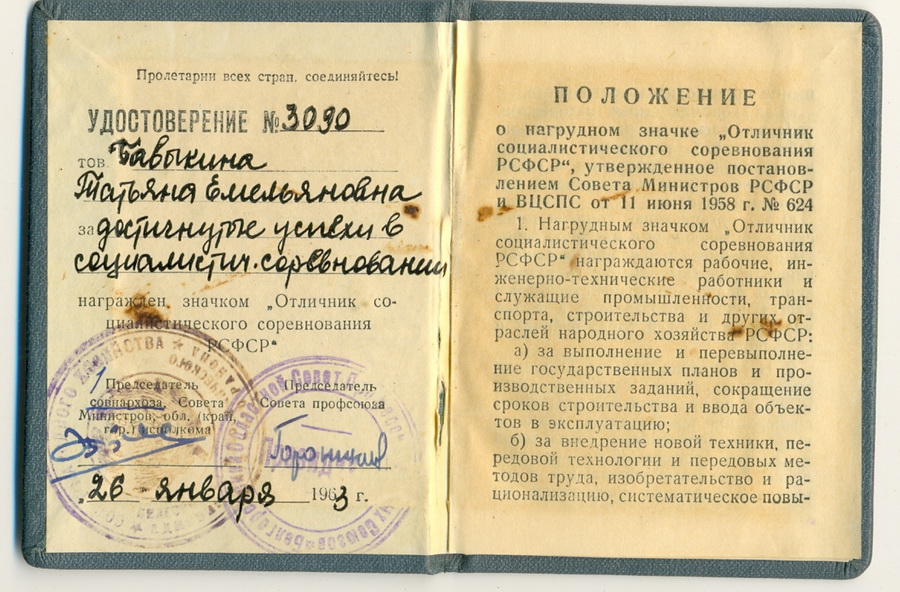 Пролетарии всех стран, соединяйтесь!
УДОСТОВЕРЕНИЕ № 3090
тов. Бавыкина
Татьяна Емельяновна
за достигнутые успехи в
социалистич. соревновании
награжден значком „Отличник со-
циалистического соревнования
РСФСР“
Председатель
совнархоза, Совета
Министров, обл. (край,
гор.) исполкома
Председатель
Совета профсоюза
„26 января 1963 г.
ПОЛОЖЕНИЕ
о нагрудном значке „Отличник
социалистического соревнования
РСФСР“, утвержденное постанов-
лением Совета Министров РСФСР
и ВЦСПС от 11 июня 1958 г. № 624
1. Нагрудным значком „Отличник
социалистического соревнования
РСФСР“ награждаются рабочие, ин-
женерно-технические работники и
служащие промышленности, тран-
спорта, строительства и других от-
раслей народного хозяйства РСФСР:
а) за выполнение и перевыполне-
ние государственных планов и про-
изводственных заданий, сокращение
сроков строительства и ввода объек-
тов в эксплуатацию;
б) за внедрение новой техники, пе-
редовой технологии и передовых ме-
тодов труда, изобретательство и ра-
ционализацию, систематическое повы-